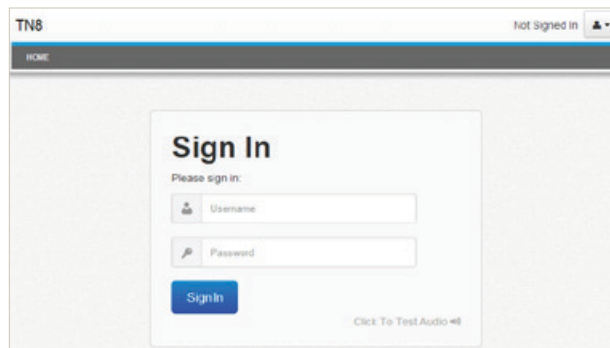 TN8 Not Signed In
HOME
Sign In
Please sign in:
Username
Password
Sign In
Click To Test Audio